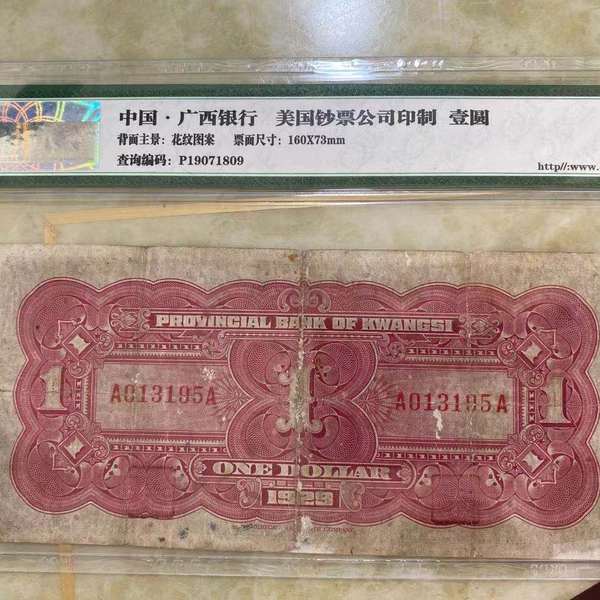 中国·广西银行 美国钞票公司印制 壹圆
背面主景：花纹图案 票面尺寸：160X73mm
查询编码：P19071809
http//:www.
PROVINCIAL BANK OF KWANGSI
1 1
A013195A A013195A
ONE DOLLAR
1929